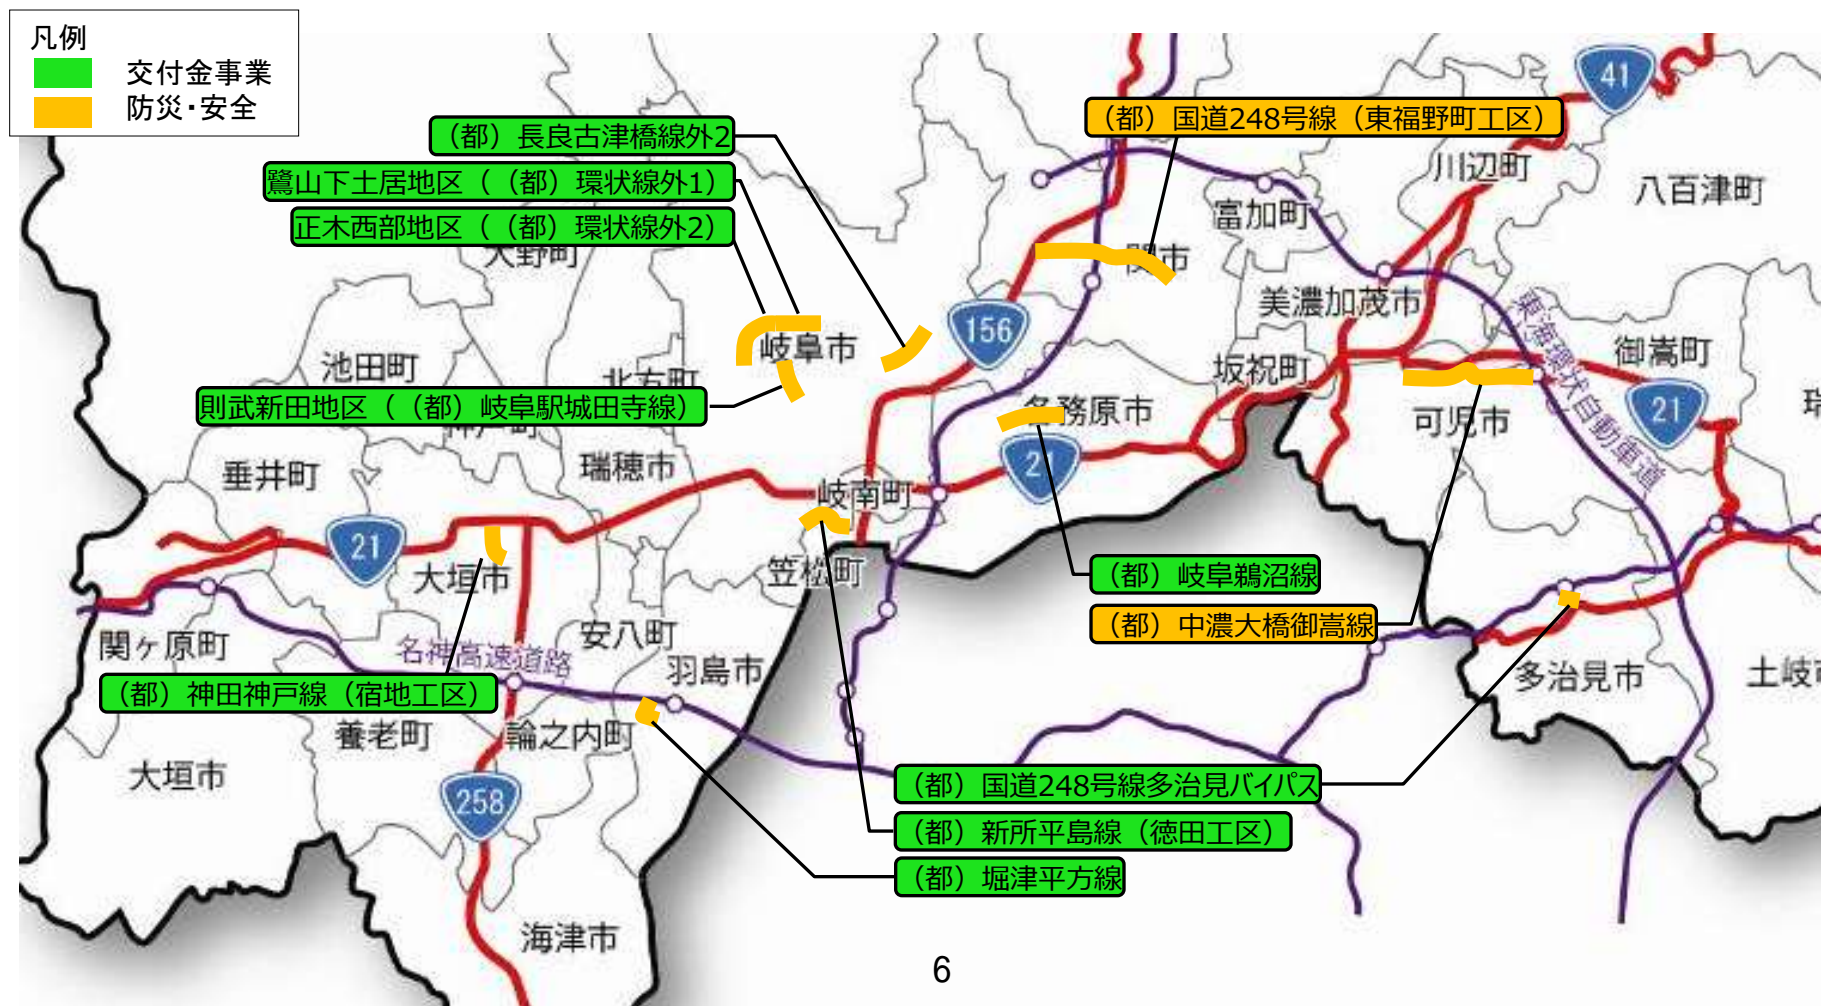 凡例
交付金事業
防災・安全
(都)長良古津橋線外2
鷺山下土居地区((都)環状線外1)
正木西部地区((都)環状線外2)
(都)国道248号線(東福野町工区)
41
川辺町
八百津町
富加町
大野町
関市
美濃加茂市
東海環状自動車道
156
岐阜市
池田町
北方町
坂祝町
御嵩町
則武新田地区((都)岐阜駅城田寺線)
各務原市
可児市
21
瑞
神戸町
垂井町
瑞穂市
21
岐南町
21
大垣市
笠松町
(都)岐阜鵜沼線
(都)中濃大橋御嵩線
関ヶ原町
名神高速道路
安八町
羽島市
多治見市
土岐市
(都)神田神戸線(宿地工区)
養老町
輪之内町
大垣市
258
(都)国道248号線多治見バイパス
(都)新所平島線(徳田工区)
(都)堀津平方線
海津市
6